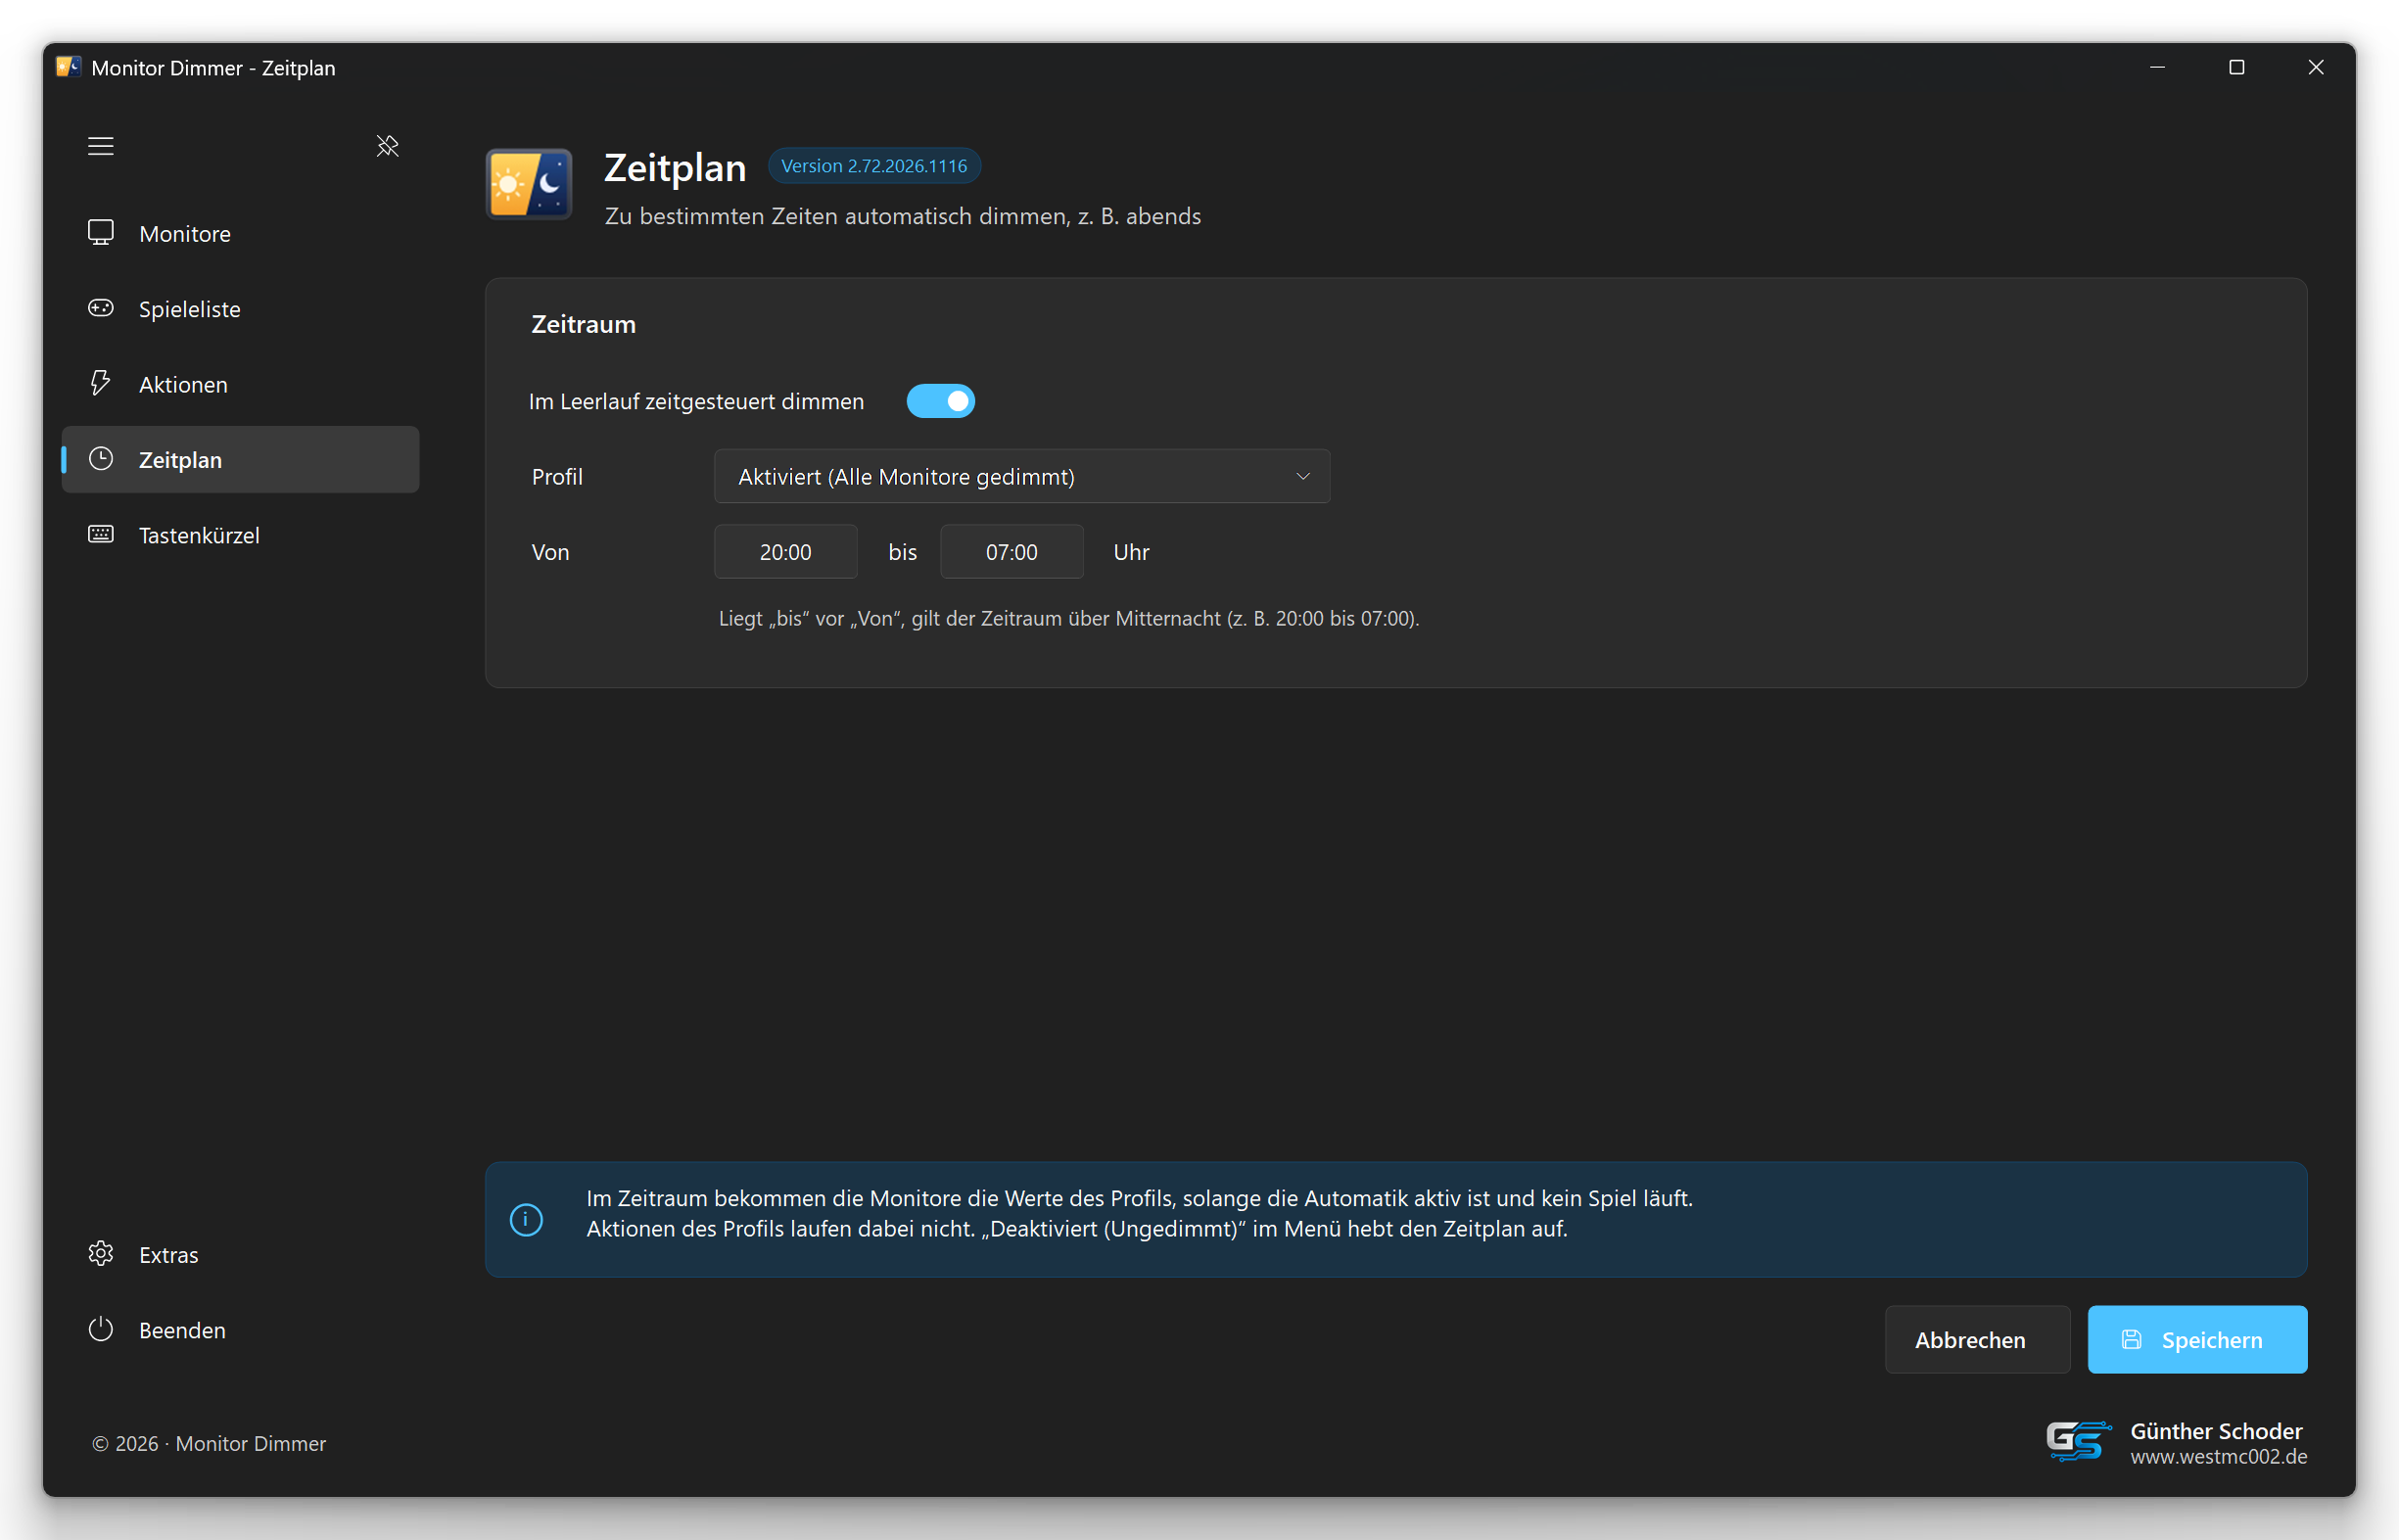 Monitor Dimmer - Zeitplan
Monitore
Spieleliste
Aktionen
Zeitplan
Tastenkürzel
Extras
Beenden
© 2026 · Monitor Dimmer
Zeitplan Version 2.72.2026.1116
Zu bestimmten Zeiten automatisch dimmen, z. B. abends
Zeitraum
Im Leerlauf zeitgesteuert dimmen
Profil Aktiviert (Alle Monitore gedimmt)
Von 20:00 bis 07:00 Uhr
Liegt „bis“ vor „Von“, gilt der Zeitraum über Mitternacht (z. B. 20:00 bis 07:00).
Im Zeitraum bekommen die Monitore die Werte des Profils, solange die Automatik aktiv ist und kein Spiel läuft.
Aktionen des Profils laufen dabei nicht. „Deaktiviert (Ungedimmt)“ im Menü hebt den Zeitplan auf.
Abbrechen Speichern
GS
Günther Schoder
www.westmc002.de